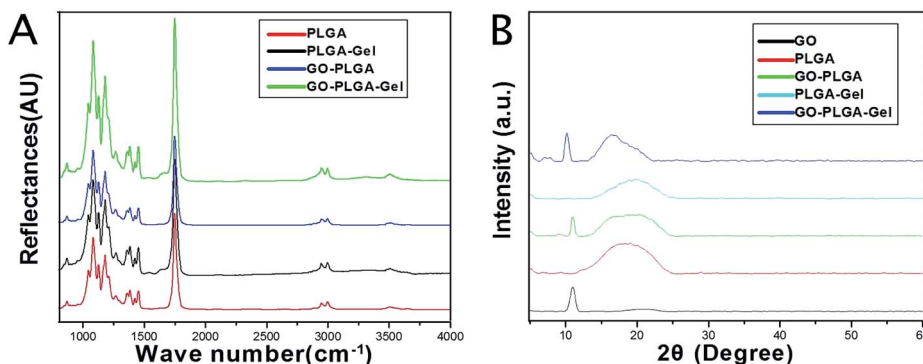 A
PLGA
PLGA-Gel
GO-PLGA
GO-PLGA-Gel
Reflectances(AU)
1000 1500 2000 2500 3000 3500 4000
Wave number(cm⁻¹)
B
GO
PLGA
GO-PLGA
PLGA-Gel
GO-PLGA-Gel
Intensity (a.u.)
10 20 30 40 50
2θ (Degree)